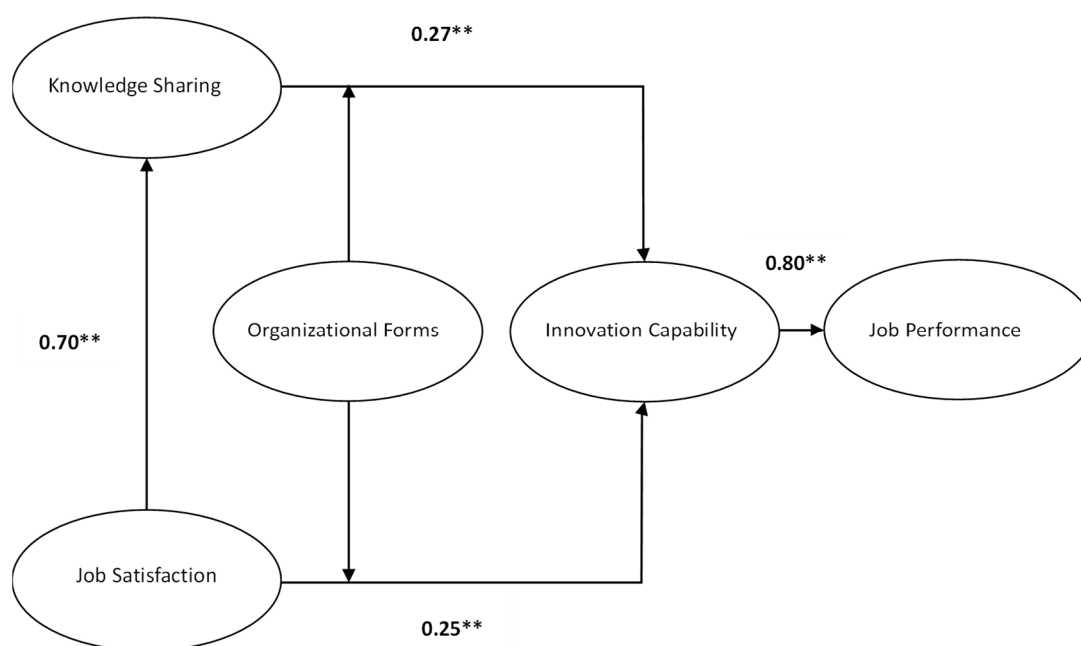 0.27**
Knowledge Sharing
0.80**
Organizational Forms
Innovation Capability
Job Performance
0.70**
Job Satisfaction
0.25**